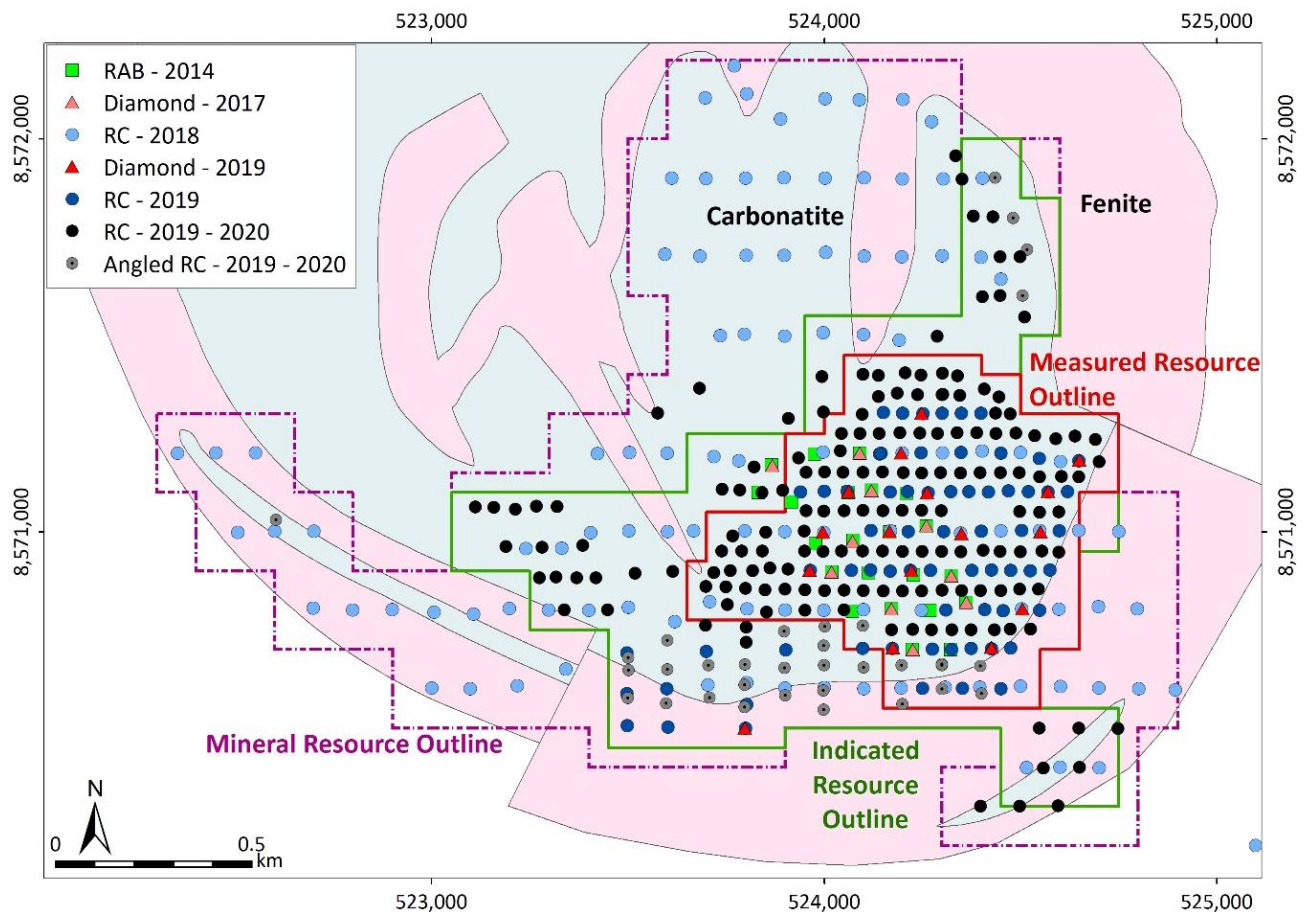 523,000
524,000
525,000
RAB - 2014
Diamond - 2017
RC - 2018
Diamond - 2019
RC - 2019
RC - 2019 - 2020
Angled RC - 2019 - 2020
8,572,000
8,572,000
Carbonatite
Fenite
Measured Resource
Outline
8,571,000
8,571,000
Mineral Resource Outline
Indicated
Resource
Outline
N
0
0.5
km
523,000
524,000
525,000